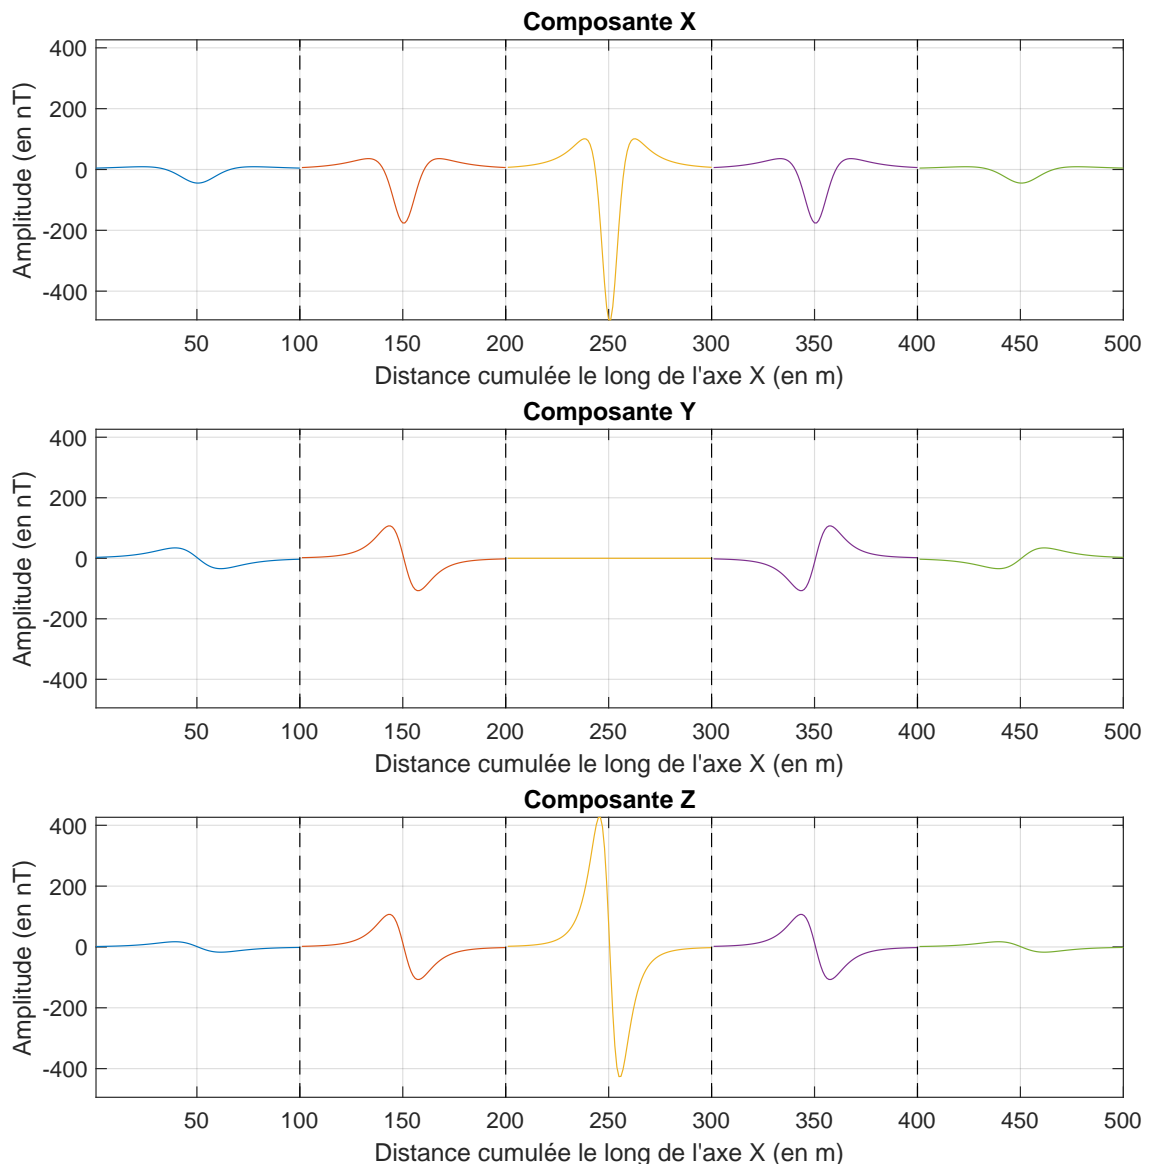 Composante X
Amplitude (en nT)
400
200
0
-200
-400
50 100 150 200 250 300 350 400 450 500
Distance cumulée le long de l'axe X (en m)
Composante Y
Amplitude (en nT)
400
200
0
-200
-400
50 100 150 200 250 300 350 400 450 500
Distance cumulée le long de l'axe X (en m)
Composante Z
Amplitude (en nT)
400
200
0
-200
-400
50 100 150 200 250 300 350 400 450 500
Distance cumulée le long de l'axe X (en m)